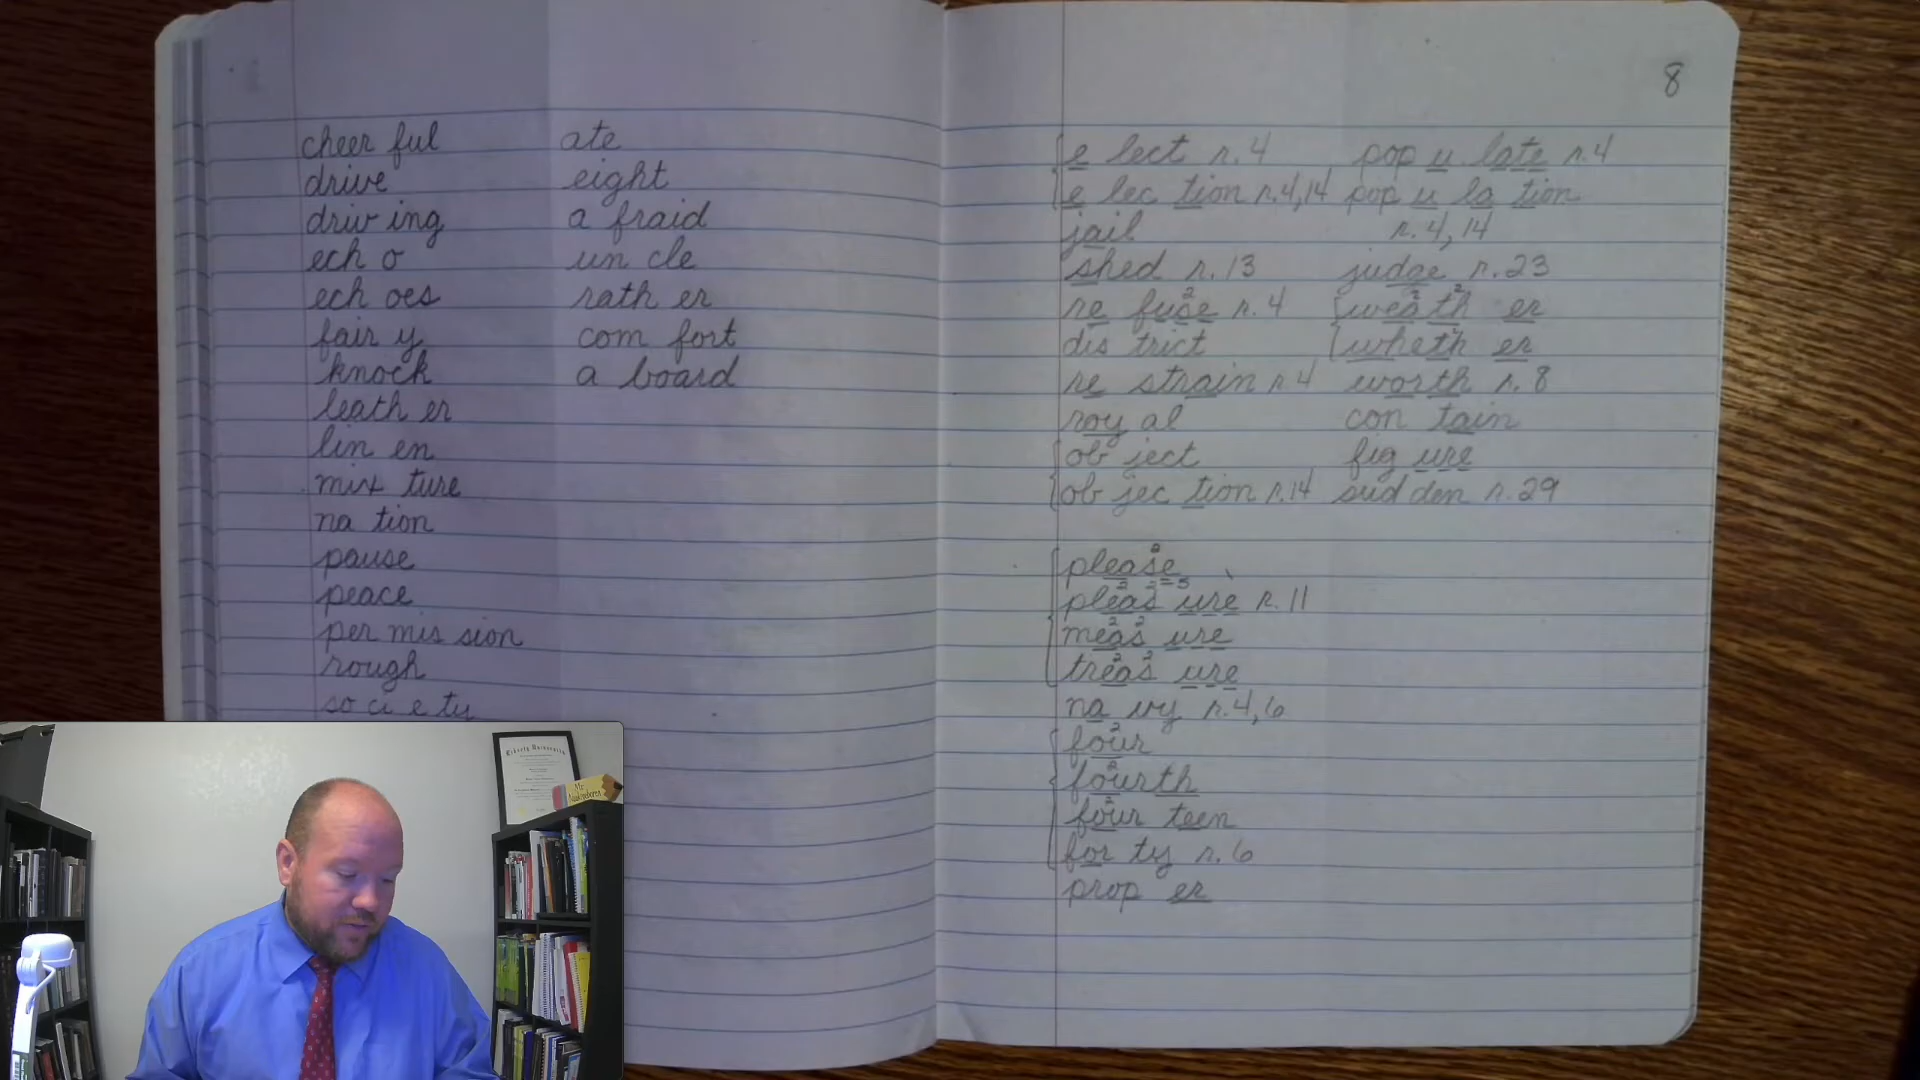 cheer ful
drive
driv ing
ech o
ech oes
fair y
knock
leath er
lin en
mix ture
na tion
pause
peace
per mis sion
rough
so ci e ty
ate
eight
a fraid
un cle
rath er
com fort
a board
8
e lect r. 4
e lec tion r. 4, 14
jail
shed r. 13
re fuse r. 4
dis trict
re strain r 4
roy al
ob ject
ob jec tion r. 14
please
pleas ure r. 11
meas ure
treas ure
na vy r. 4, 6
four
fourth
four teen
for ty r. 6
prop er
pop u late r. 4
pop u la tion
r. 4, 14
judge r. 23
weath er
wheth er
worth r. 8
con tain
fig ure
sud den r. 29
Liberty University